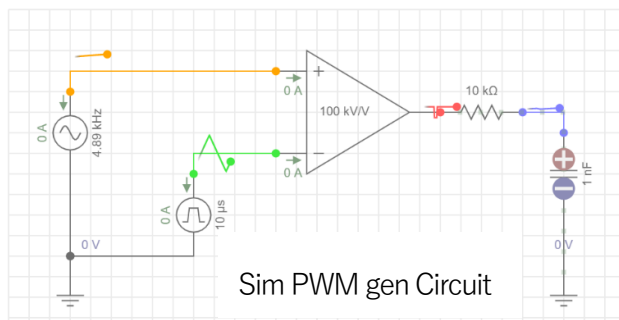 +
0 A
100 kV/V
10 kΩ
0 A
4.89 kHz
−
0 A
1 nF
0 A
10 µs
0 V
0 V
Sim PWM gen Circuit